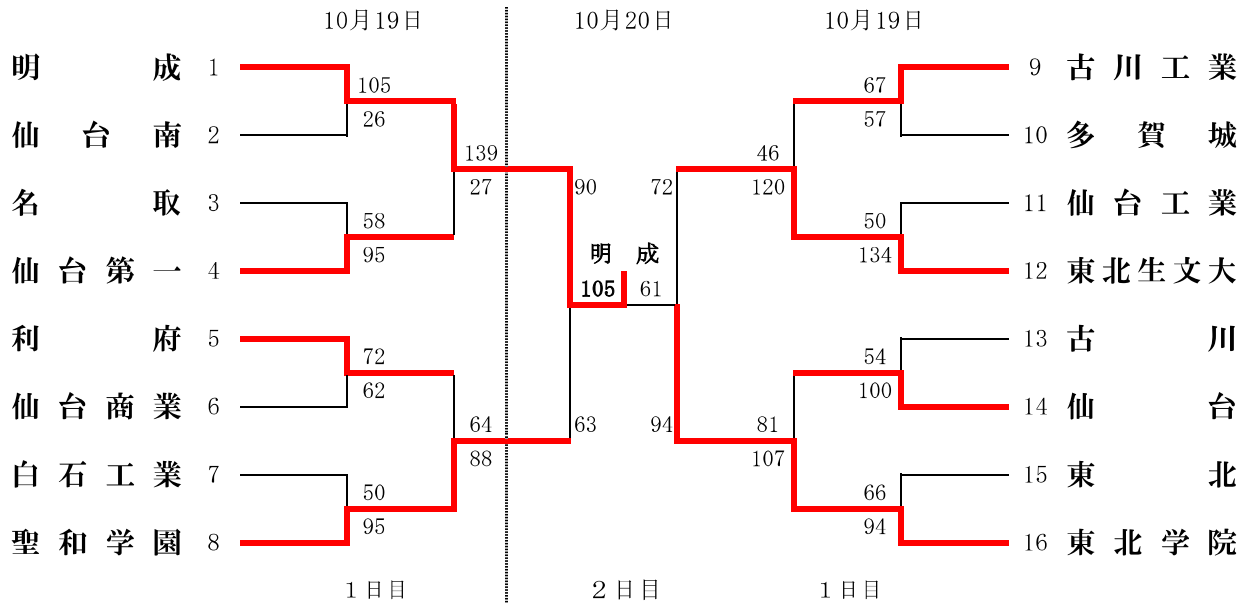 10月19日 10月20日 10月19日
明成 1
105
26
仙台南 2
139
27
名取 3
58
95
仙台第一 4
90
利府 5
72
62
仙台商業 6
64
88
白石工業 7
50
95
聖和学園 8
63
明成
105 61
72
94
9 古川工業
67
57
10 多賀城
46
120
11 仙台工業
50
134
12 東北生文大
13 古川
54
100
14 仙台
81
107
15 東北
66
94
16 東北学院
1日目 2日目 1日目